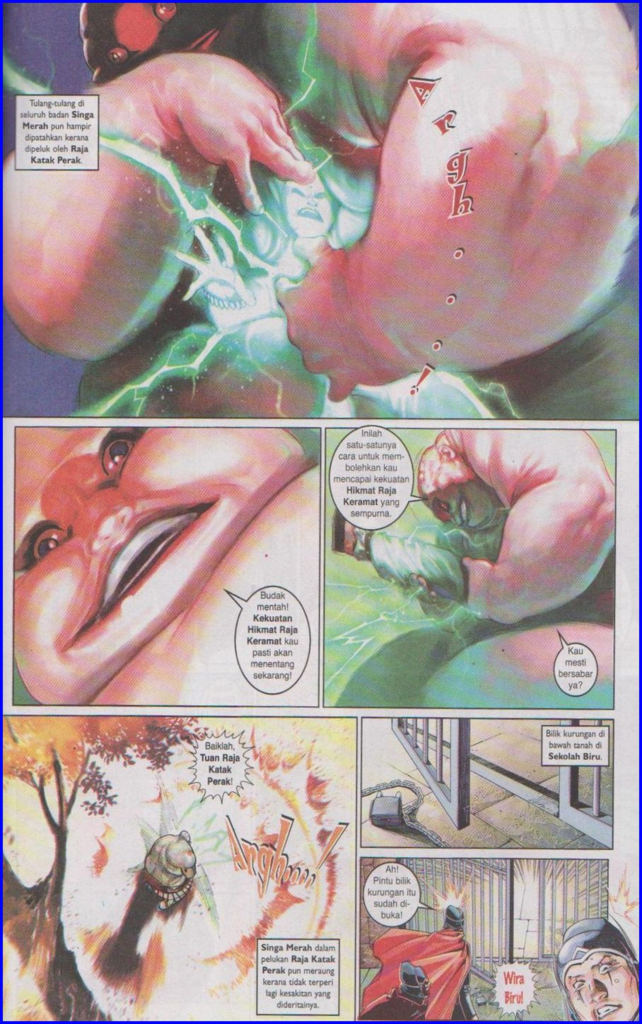 Tulang-tulang di
seluruh badan Singa
Merah pun hampir
dipatahkan kerana
dipeluk oleh Raja
Katak Perak.
Argh...!
Budak
mentah!
Kekuatan
Hikmat Raja
Keramat kau
pasti akan
menentang
sekarang!
Inilah
satu-satunya
cara untuk mem-
bolehkan kau
mencapai kekuatan
Hikmat Raja
Keramat yang
sempurna.
Kau
mesti
bersabar
ya?
Baiklah,
Tuan Raja
Katak
Perak!
Arghhhh!
Singa Merah dalam
pelukan Raja Katak
Perak pun meraung
kerana tidak terperi
lagi kesakitan yang
dideritainya.
Bilik kurungan di
bawah tanah di
Sekolah Biru.
Ah!
Pintu bilik
kurungan itu
sudah di-
buka!
Wira
Biru!